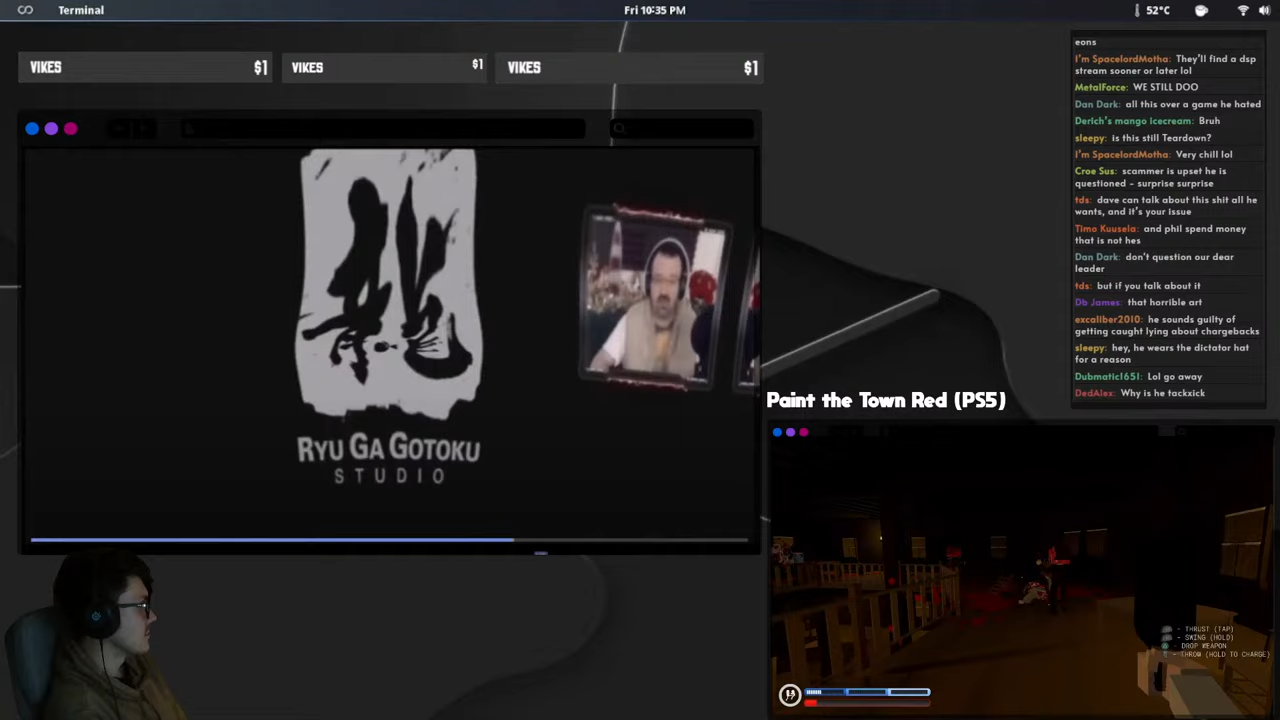 Terminal
Fri 10:35 PM
52°C
VIKES $1
VIKES $1
VIKES $1
龍
RYU GA GOTOKU
STUDIO
eons
I'm SpacelordMotha: They'll find a dsp
stream sooner or later lol
MetalForce: WE STILL DOO
Dan Dark: all this over a game he hated
Derich's mango icecream: Bruh
sleepy: is this still Teardown?
I'm SpacelordMotha: Very chill lol
Croe Sus: scammer is upset he is
questioned - surprise surprise
tds: dave can talk about this shit all he
wants, and it's your issue
Timo Kuusela: and phil spend money
that is not hes
Dan Dark: don't question our dear
leader
tds: but if you talk about it
Db James: that horrible art
excaliber2010: he sounds guilty of
getting caught lying about chargebacks
sleepy: hey, he wears the dictator hat
for a reason
Dubmatic1651: Lol go away
DedAlex: Why is he tackxick
Paint the Town Red (PS5)
- THRUST (TAP)
- SWING (HOLD)
- DROP WEAPON
- THROW (HOLD TO CHARGE)